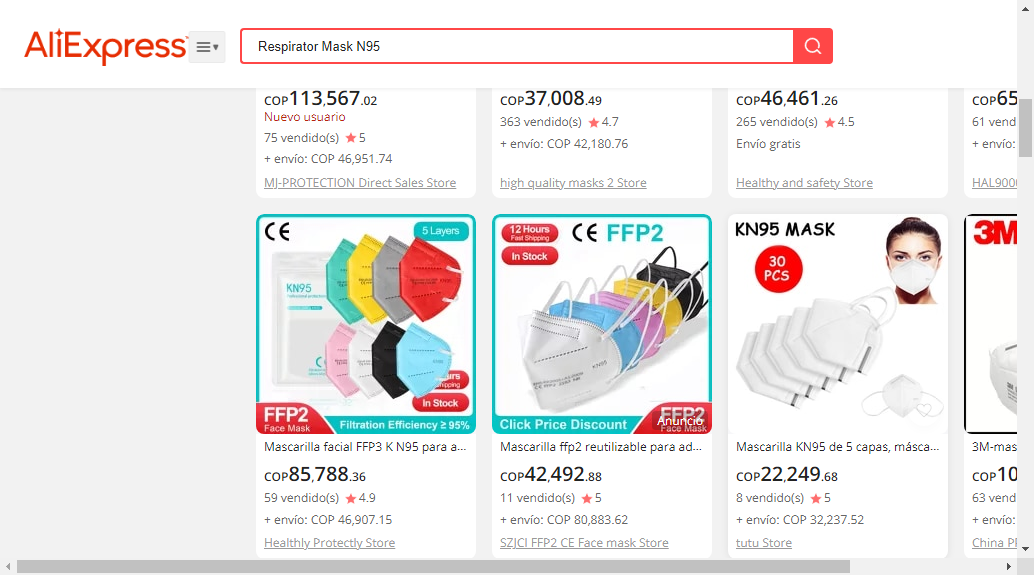 AliExpress
Respirator Mask N95
COP113,567.02
Nuevo usuario
75 vendido(s) 5
+ envío: COP 46,951.74
MJ-PROTECTION Direct Sales Store
COP37,008.49
363 vendido(s) 4.7
+ envío: COP 42,180.76
high quality masks 2 Store
COP46,461.26
265 vendido(s) 4.5
Envío gratis
Healthy and safety Store
COP65
61 vend
+ envío:
HAL9000
CE
5 Layers
KN95
FFP2
Face Mask
In Stock
Filtration Efficiency ≥ 95%
Mascarilla facial FFP3 K N95 para a...
COP85,788.36
59 vendido(s) 4.9
+ envío: COP 46,907.15
Healthly Protectly Store
12 Hours
Fast Shipping
In Stock
CE FFP2
KN95
Click Price Discount
FFP2
Face Mask
Anuncio
Mascarilla ffp2 reutilizable para ad...
COP42,492.88
11 vendido(s) 5
+ envío: COP 80,883.62
SZJCI FFP2 CE Face mask Store
KN95 MASK
30
PCS
Mascarilla KN95 de 5 capas, másca...
COP22,249.68
8 vendido(s) 5
+ envío: COP 32,237.52
tutu Store
3M
3M-mas
COP10
63 vend
+ envío:
China P